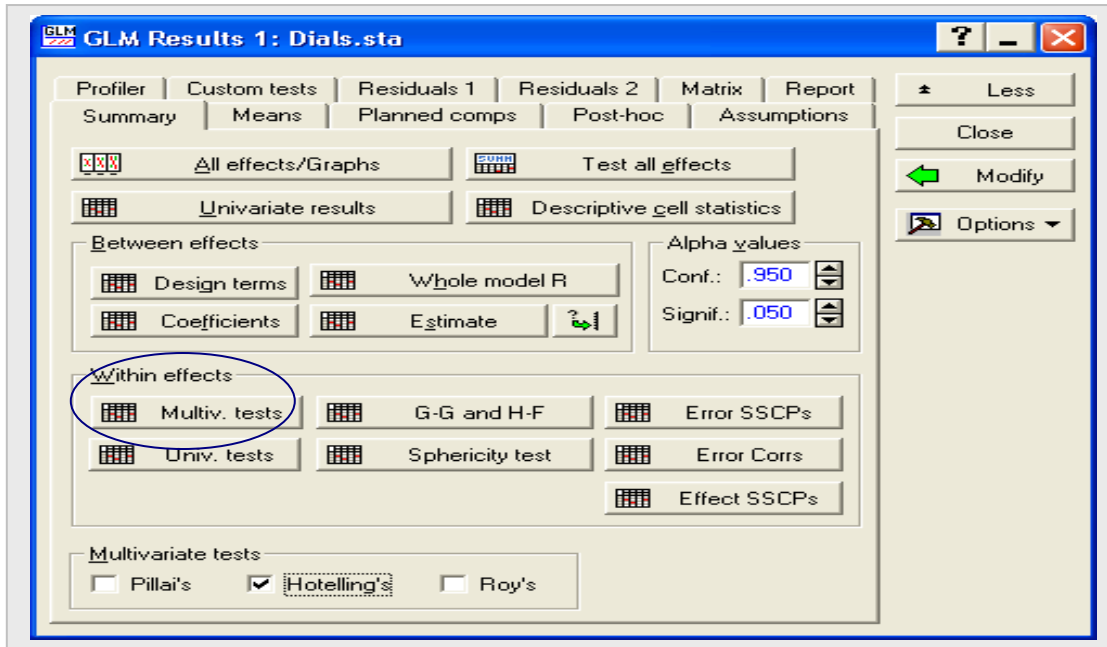 GLM GLM Results 1: Dials.sta ?
Profiler Custom tests Residuals 1 Residuals 2 Matrix Report
Summary Means Planned comps Post-hoc Assumptions
Less
Close
Modify
Options
All effects/Graphs SUMM Test all effects
Univariate results Descriptive cell statistics
Between effects
Design terms Whole model R
Coefficients Estimate ?
Alpha values
Conf.: .950
Signif.: .050
Within effects
Multiv. tests G-G and H-F Error SSCPs
Univ. tests Sphericity test Error Corrs
Effect SSCPs
Multivariate tests
Pillai's Hotelling's Roy's